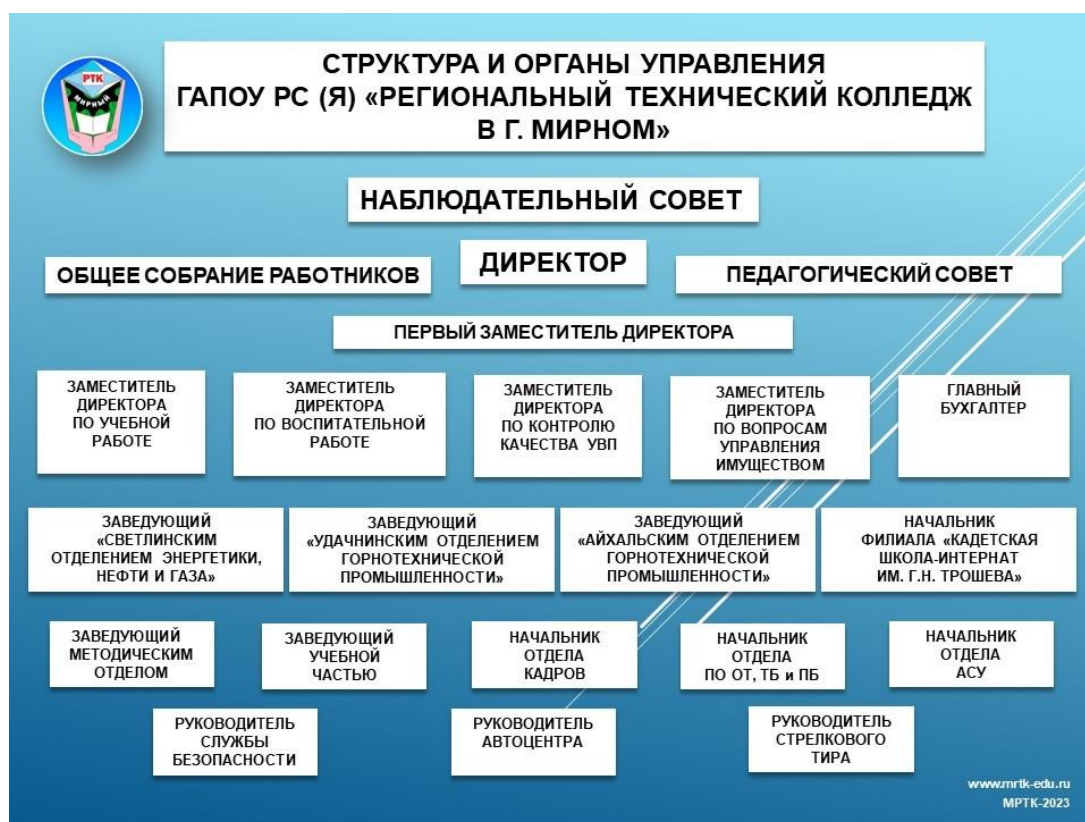 РТК
МИРНЫЙ
СТРУКТУРА И ОРГАНЫ УПРАВЛЕНИЯ
ГАПОУ РС (Я) «РЕГИОНАЛЬНЫЙ ТЕХНИЧЕСКИЙ КОЛЛЕДЖ
В Г. МИРНОМ»
НАБЛЮДАТЕЛЬНЫЙ СОВЕТ
ОБЩЕЕ СОБРАНИЕ РАБОТНИКОВ
ДИРЕКТОР
ПЕДАГОГИЧЕСКИЙ СОВЕТ
ПЕРВЫЙ ЗАМЕСТИТЕЛЬ ДИРЕКТОРА
ЗАМЕСТИТЕЛЬ
ДИРЕКТОРА
ПО УЧЕБНОЙ
РАБОТЕ
ЗАМЕСТИТЕЛЬ
ДИРЕКТОРА
ПО ВОСПИТАТЕЛЬНОЙ
РАБОТЕ
ЗАМЕСТИТЕЛЬ
ДИРЕКТОРА
ПО КОНТРОЛЮ
КАЧЕСТВА УВП
ЗАМЕСТИТЕЛЬ
ДИРЕКТОРА
ПО ВОПРОСАМ
УПРАВЛЕНИЯ
ИМУЩЕСТВОМ
ГЛАВНЫЙ
БУХГАЛТЕР
ЗАВЕДУЮЩИЙ
«СВЕТЛИНСКИМ
ОТДЕЛЕНИЕМ ЭНЕРГЕТИКИ,
НЕФТИ И ГАЗА»
ЗАВЕДУЮЩИЙ
«УДАЧНИНСКИМ ОТДЕЛЕНИЕМ
ГОРНОТЕХНИЧЕСКОЙ
ПРОМЫШЛЕННОСТИ»
ЗАВЕДУЮЩИЙ
«АЙХАЛЬСКИМ ОТДЕЛЕНИЕМ
ГОРНОТЕХНИЧЕСКОЙ
ПРОМЫШЛЕННОСТИ»
НАЧАЛЬНИК
ФИЛИАЛА «КАДЕТСКАЯ
ШКОЛА-ИНТЕРНАТ
ИМ. Г.Н. ТРОШЕВА»
ЗАВЕДУЮЩИЙ
МЕТОДИЧЕСКИМ
ОТДЕЛОМ
ЗАВЕДУЮЩИЙ
УЧЕБНОЙ
ЧАСТЬЮ
НАЧАЛЬНИК
ОТДЕЛА
КАДРОВ
НАЧАЛЬНИК
ОТДЕЛА
ПО ОТ, ТБ и ПБ
НАЧАЛЬНИК
ОТДЕЛА
АСУ
РУКОВОДИТЕЛЬ
СЛУЖБЫ
БЕЗОПАСНОСТИ
РУКОВОДИТЕЛЬ
АВТОЦЕНТРА
РУКОВОДИТЕЛЬ
СТРЕЛКОВОГО
ТИРА
www.mrtk-edu.ru
МРТК-2023